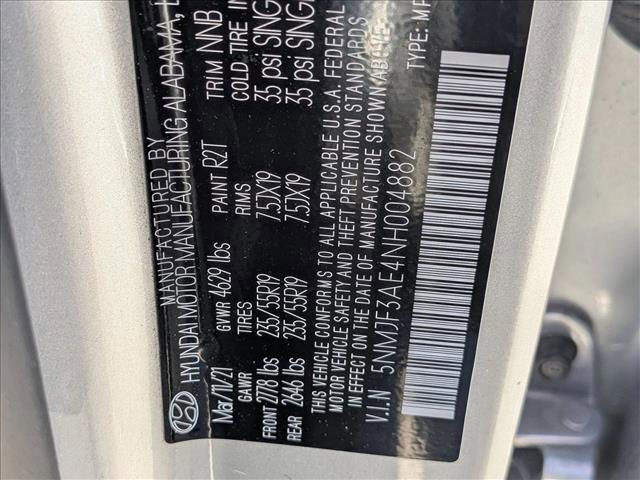 MANUFACTURED BY
HYUNDAI MOTOR MANUFACTURING ALABAMA,
Mar/11/21 GVWR 4629 lbs PAINT R2T TRIM NNB
GAWR TIRES RIMS COLD TIRE
FRONT 2778 lbs 235/55R19 7.5JX19 35 psi
REAR 2646 lbs 235/55R19 7.5JX19 35 psi
THIS VEHICLE CONFORMS TO ALL APPLICABLE U.S.A. FEDERAL
MOTOR VEHICLE SAFETY AND THEFT PREVENTION STANDARDS
IN EFFECT ON THE DATE OF MANUFACTURE SHOWN ABOVE
V.I.N 5NMJF3AE4NH004882 TYPE: